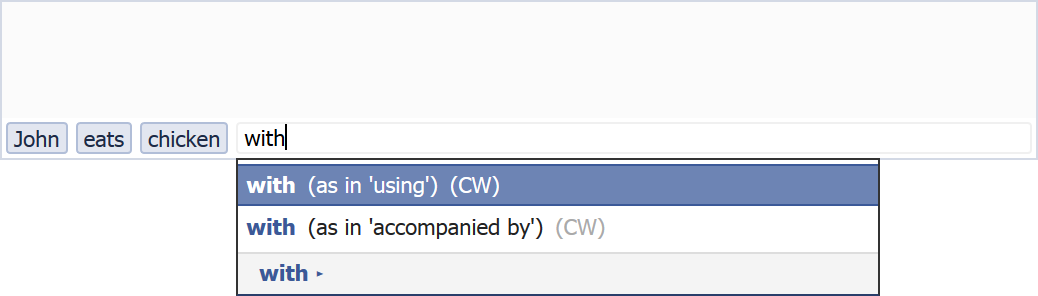 John eats chicken with
with (as in 'using') (CW)
with (as in 'accompanied by') (CW)
with ▸